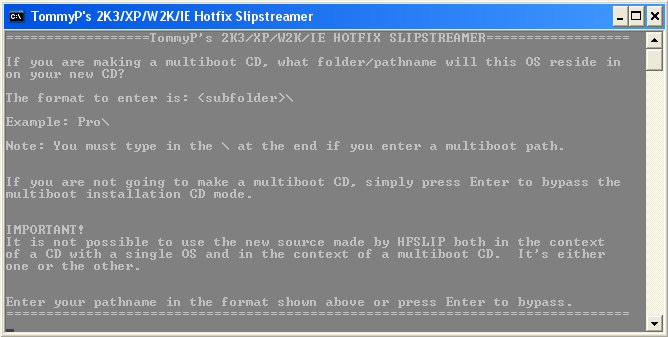 TommyP's 2K3/XP/W2K/IE Hotfix Slipstreamer
==================TommyP's 2K3/XP/W2K/IE HOTFIX SLIPSTREAMER==================
If you are making a multiboot CD, what folder/pathname will this OS reside in
on your new CD?
The format to enter is: <subfolder>\
Example: Pro\
Note: You must type in the \ at the end if you enter a multiboot path.
If you are not going to make a multiboot CD, simply press Enter to bypass the
multiboot installation CD mode.
IMPORTANT!
It is not possible to use the new source made by HFSLIP both in the context
of a CD with a single OS and in the context of a multiboot CD.  It's either
one or the other.
Enter your pathname in the format shown above or press Enter to bypass.
==============================================================================